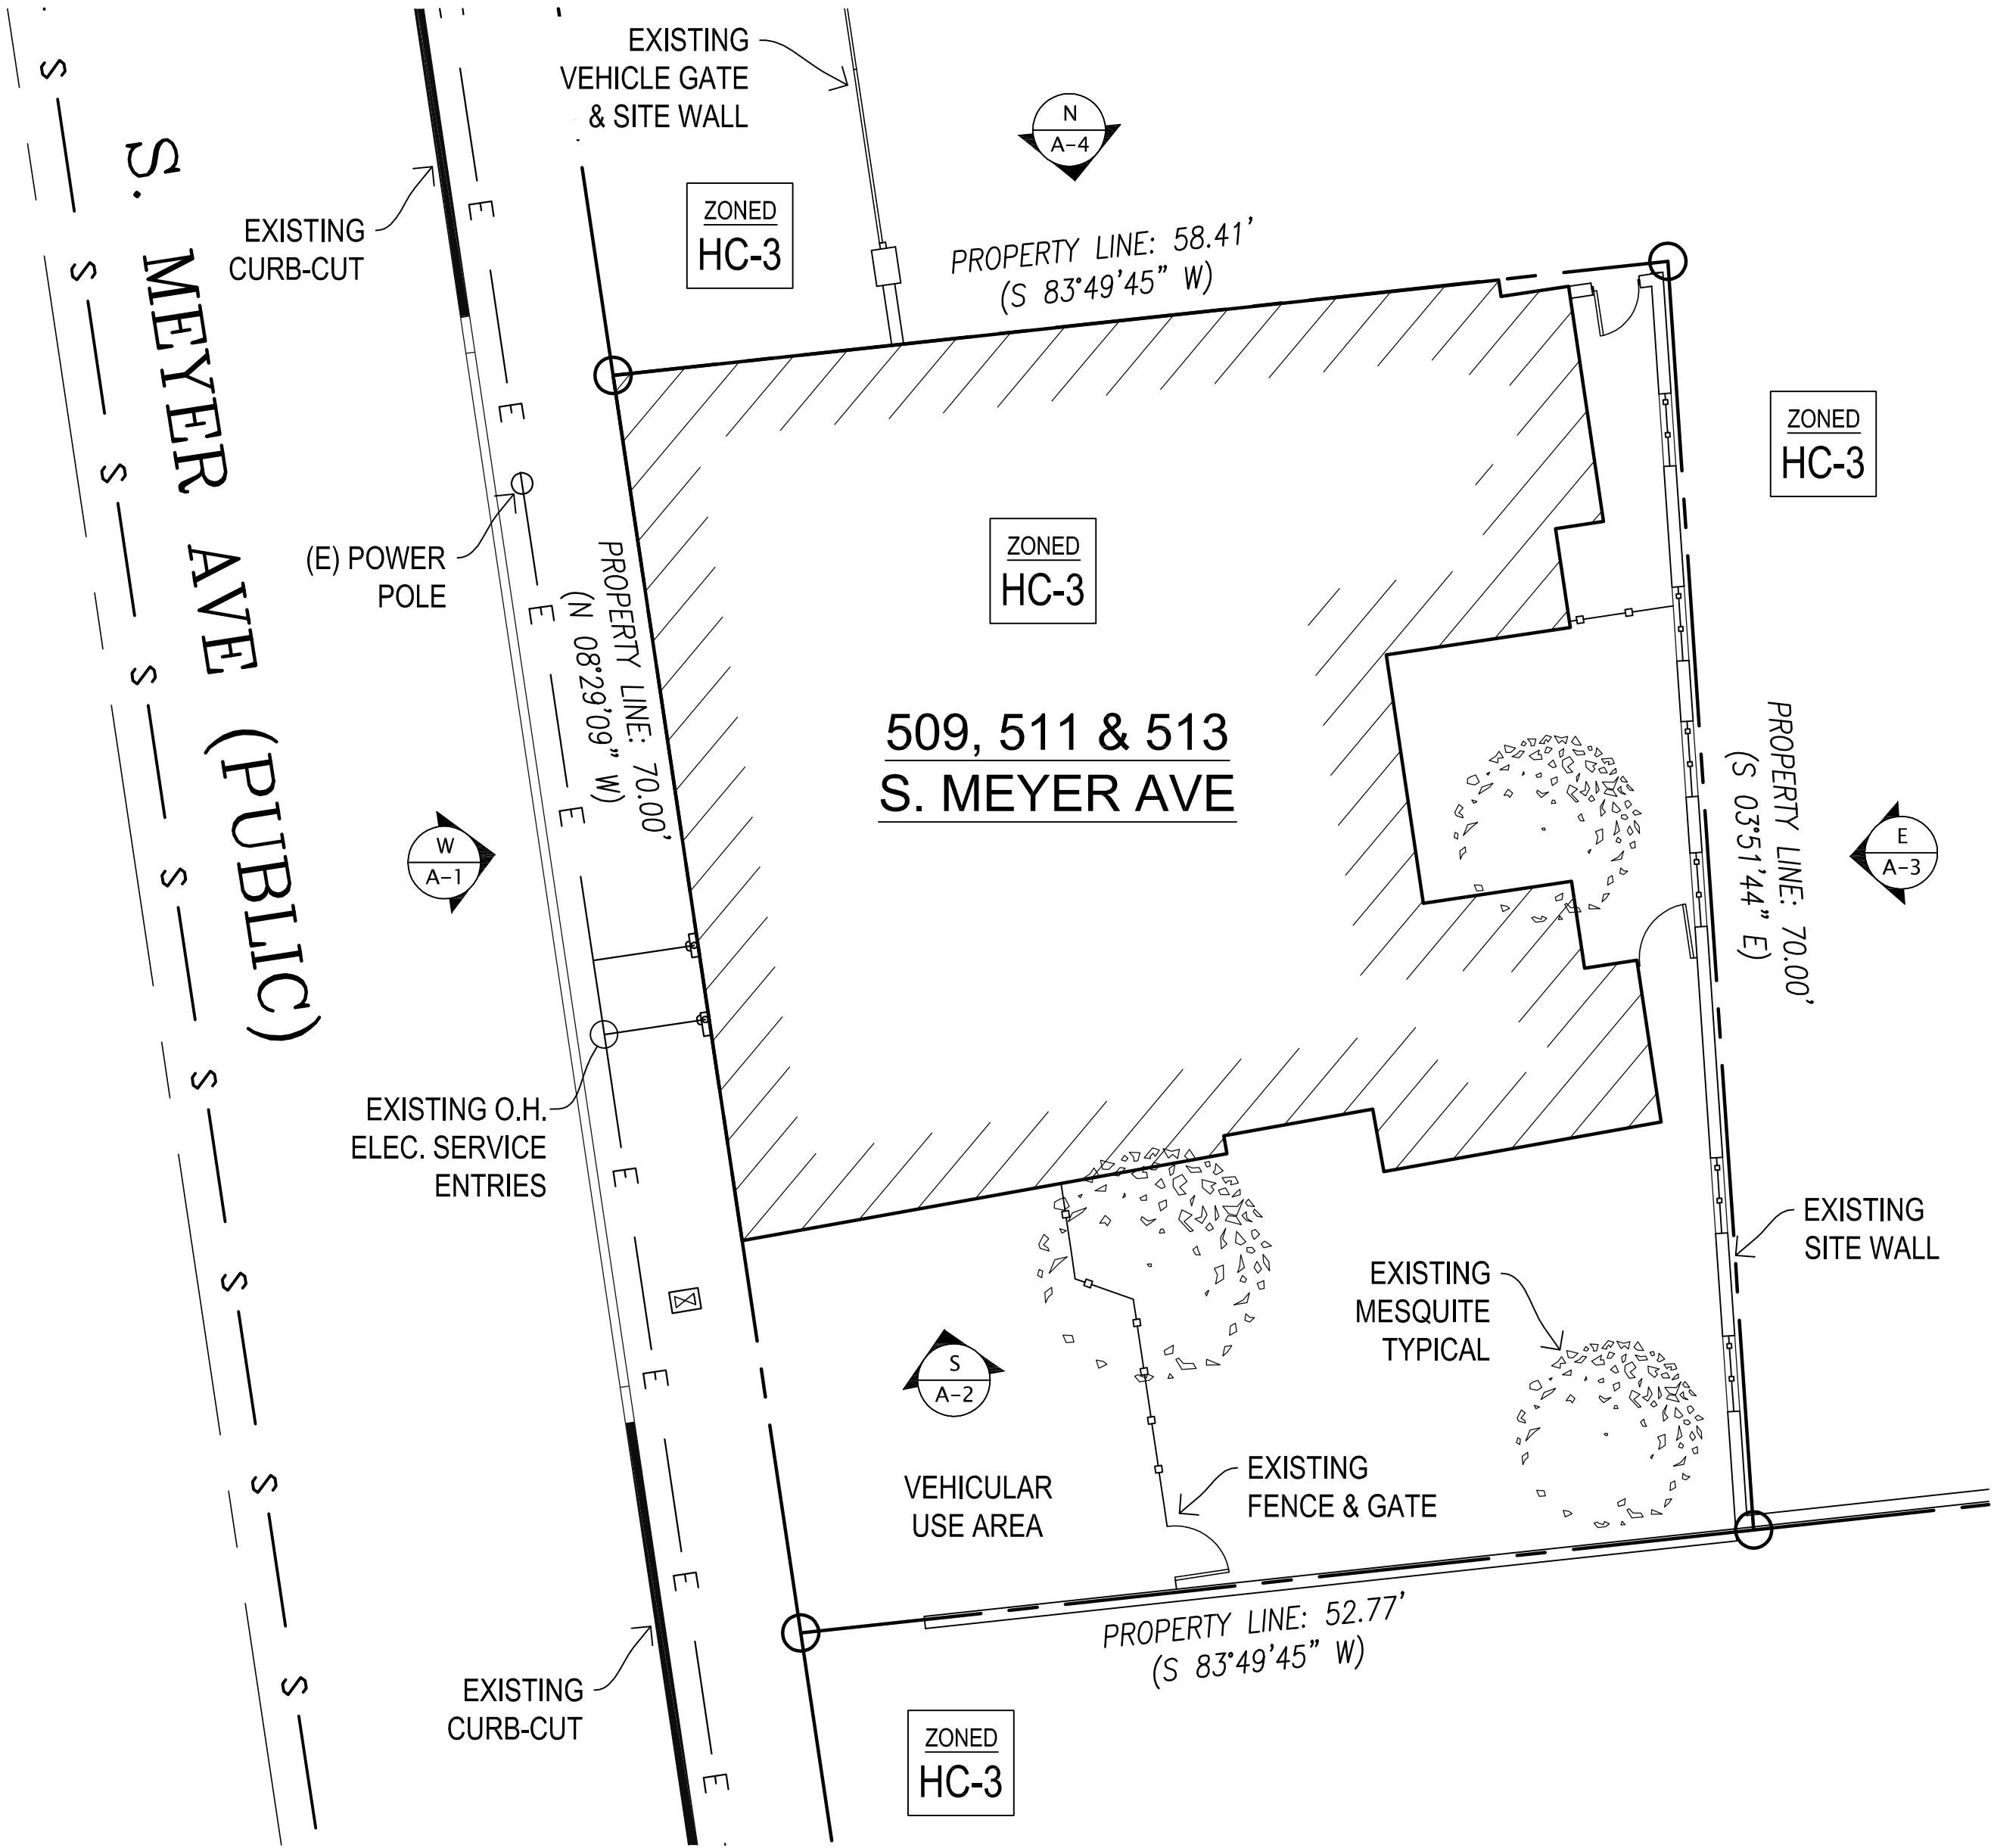 EXISTING
VEHICLE GATE
& SITE WALL
N
A-4
ZONED
HC-3
EXISTING
CURB-CUT
PROPERTY LINE: 58.41’
(S 83°49’45” W)
S. MEYER AVE (PUBLIC)
S
S
S
S
S
S
S
S
S
E
E
E
E
E
E
E
E
ZONED
HC-3
(E) POWER
POLE
PROPERTY LINE: 70.00’
(N 08°29’09” W)
ZONED
HC-3
509, 511 & 513
S. MEYER AVE
PROPERTY LINE: 70.00’
(S 03°51’44” E)
W
A-1
E
A-3
EXISTING O.H.
ELEC. SERVICE
ENTRIES
EXISTING
SITE WALL
EXISTING
MESQUITE
TYPICAL
S
A-2
VEHICULAR
USE AREA
EXISTING
FENCE & GATE
PROPERTY LINE: 52.77’
(S 83°49’45” W)
EXISTING
CURB-CUT
ZONED
HC-3